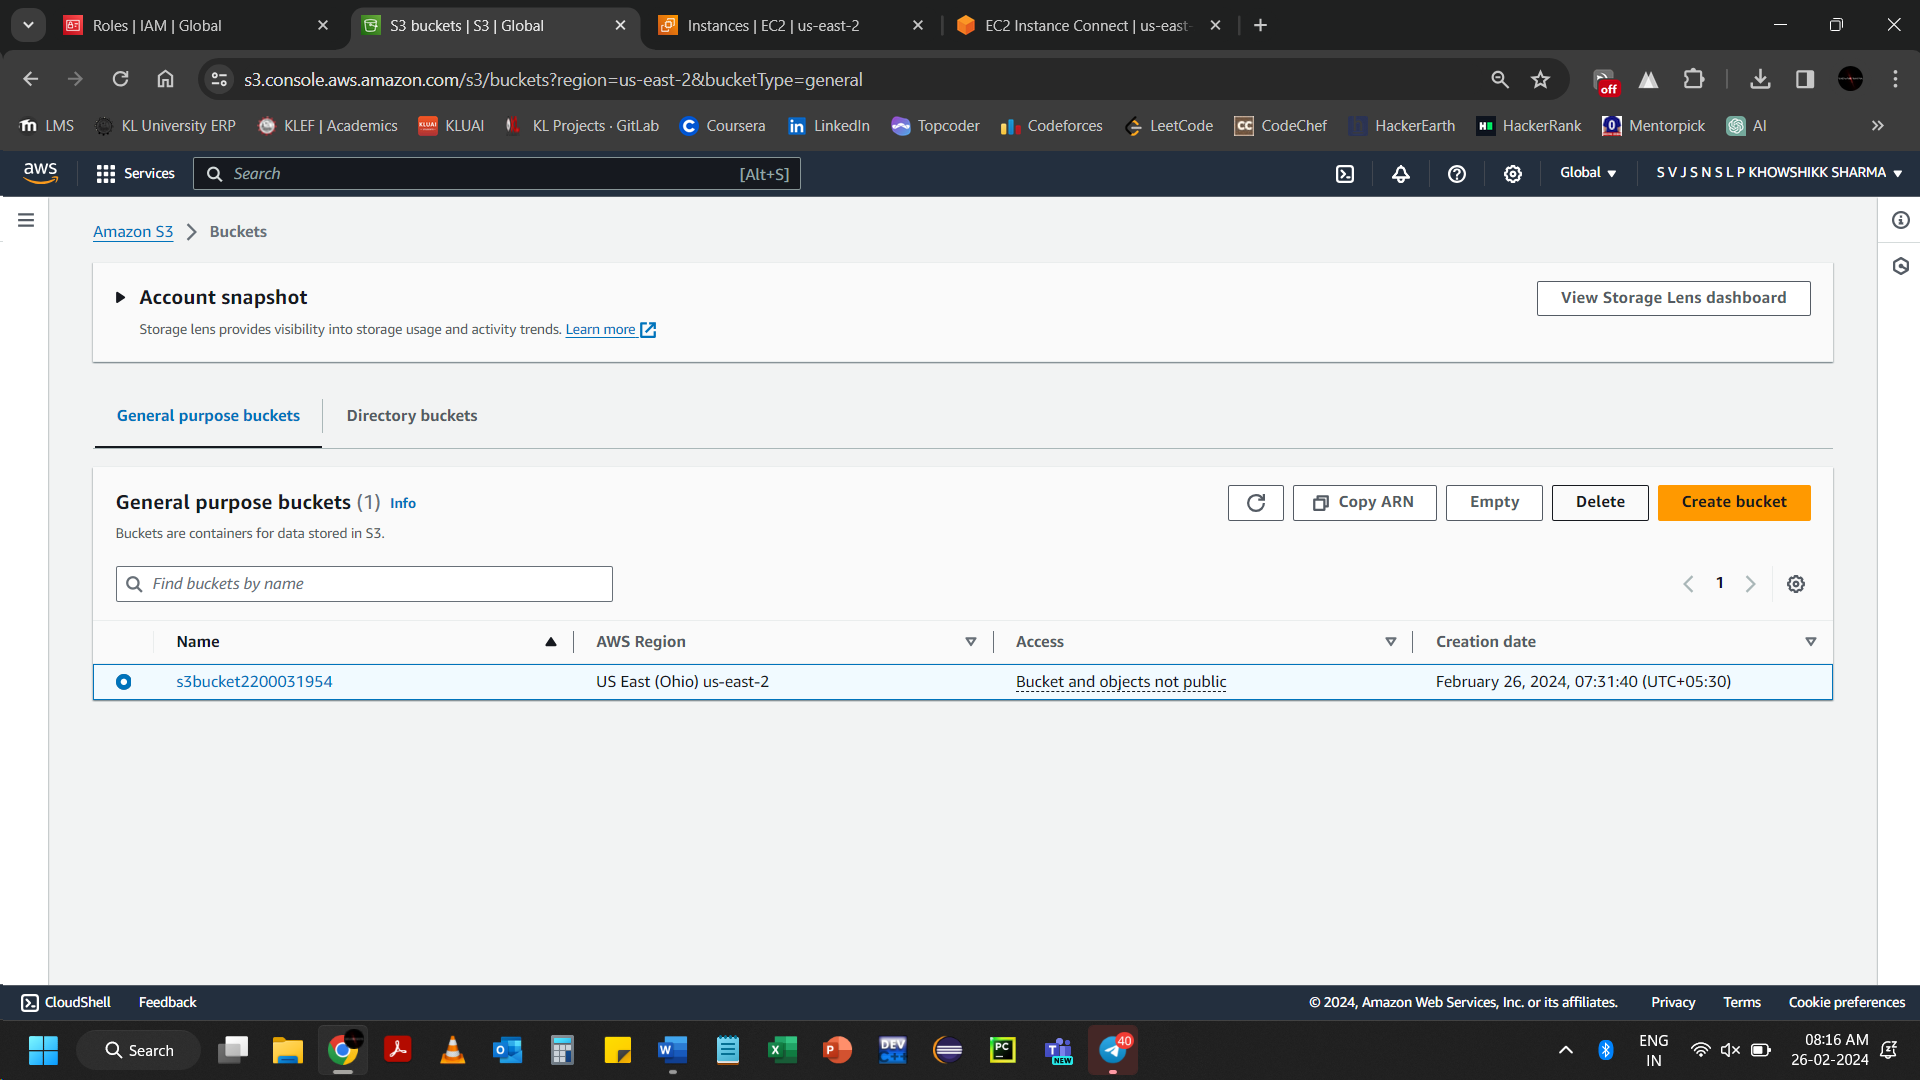 Roles | IAM | Global
S3 buckets | S3 | Global
Instances | EC2 | us-east-2
EC2 Instance Connect | us-east-
s3.console.aws.amazon.com/s3/buckets?region=us-east-2&bucketType=general
off
LMS
KL University ERP
KLEF | Academics
KLUAI
KLUAI
KL Projects · GitLab
Coursera
LinkedIn
Topcoder
Codeforces
LeetCode
CC
CodeChef
HackerEarth
HackerRank
Mentorpick
AI
aws
Services
Search
[Alt+S]
Global
S V J S N S L P KHOWSHIKK SHARMA
Amazon S3
Buckets
Account snapshot
View Storage Lens dashboard
Storage lens provides visibility into storage usage and activity trends. Learn more
General purpose buckets
Directory buckets
General purpose buckets (1) Info
Copy ARN
Empty
Delete
Create bucket
Buckets are containers for data stored in S3.
Find buckets by name
1
Name
AWS Region
Access
Creation date
s3bucket2200031954
US East (Ohio) us-east-2
Bucket and objects not public
February 26, 2024, 07:31:40 (UTC+05:30)
CloudShell
Feedback
© 2024, Amazon Web Services, Inc. or its affiliates.
Privacy
Terms
Cookie preferences
Search
DEV
PC
NEW
40
ENG
IN
08:16 AM
26-02-2024